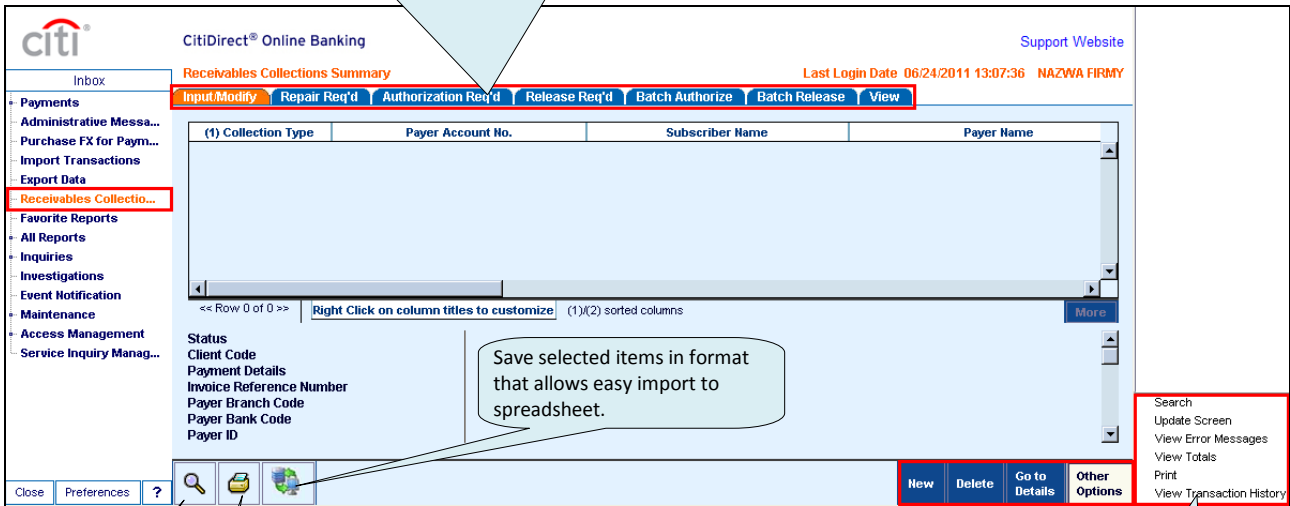 citi®
CitiDirect® Online Banking
Support Website
Inbox
Receivables Collections Summary
Last Login Date 06/24/2011 13:07:36 NAZWA FIRMY
Input/Modify Repair Req'd Authorization Req'd Release Req'd Batch Authorize Batch Release View
Payments
Administrative Messa...
Purchase FX for Paym...
Import Transactions
Export Data
Receivables Collectio...
Favorite Reports
All Reports
Inquiries
Investigations
Event Notification
Maintenance
Access Management
Service Inquiry Manag...
(1) Collection Type Payer Account No. Subscriber Name Payer Name
<< Row 0 of 0 >> Right Click on column titles to customize (1)/(2) sorted columns More
Status
Client Code
Payment Details
Invoice Reference Number
Payer Branch Code
Payer Bank Code
Payer ID
Save selected items in format
that allows easy import to
spreadsheet.
Search
Update Screen
View Error Messages
View Totals
Print
View Transaction History
Close Preferences ?
New Delete Go to Details Other Options